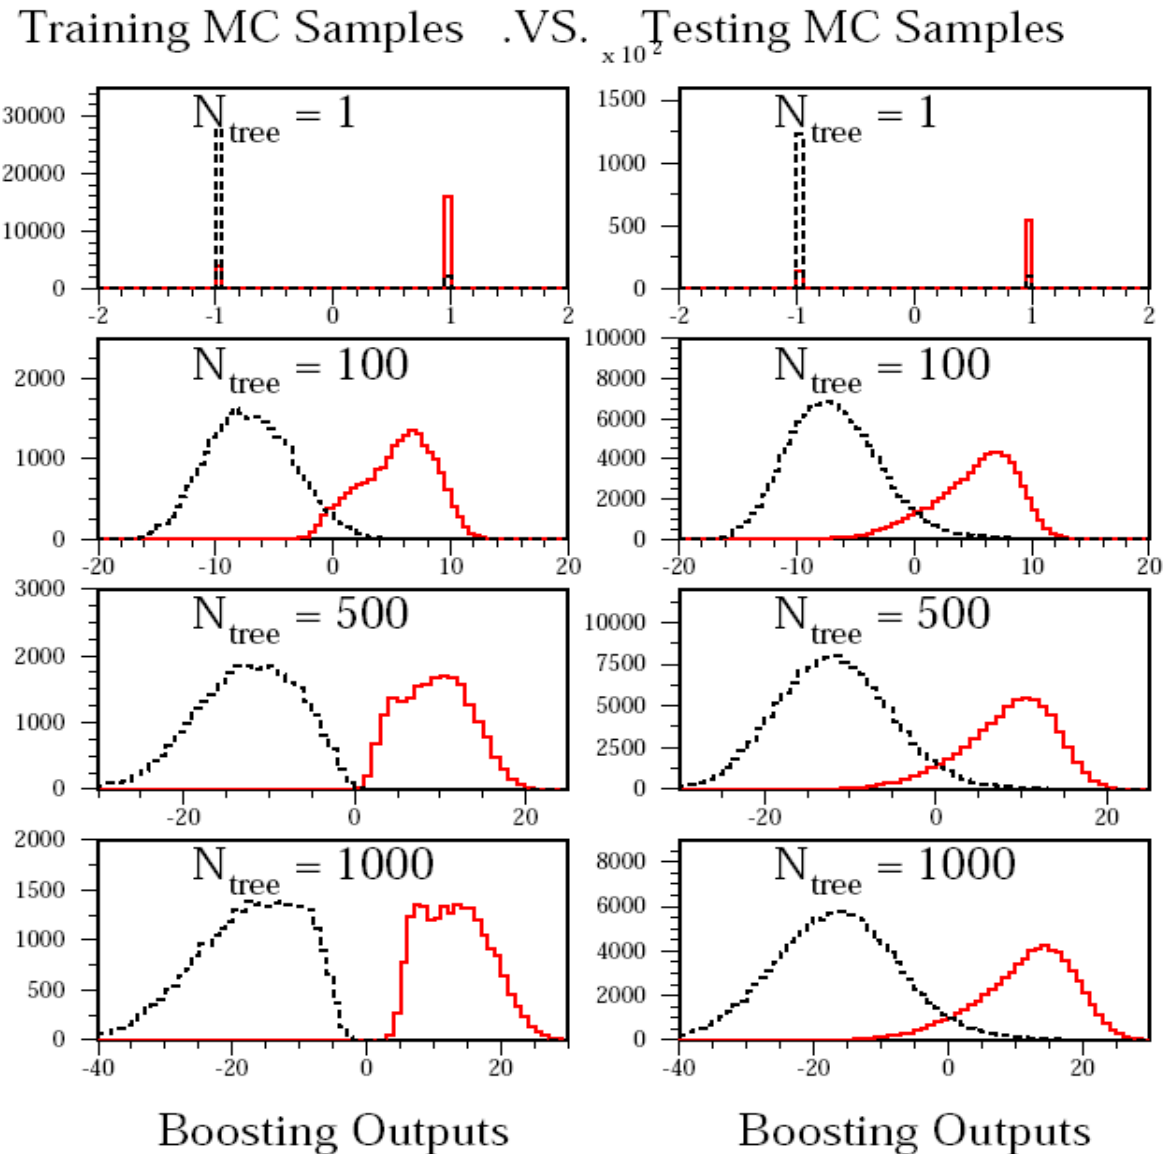 Training MC Samples .VS. Testing MC Samples
x 10 2
N tree = 1
30000
20000
10000
0
-2 -1 0 1 2
N tree = 1
1500
1000
500
0
-2 -1 0 1 2
N tree = 100
2000
1000
0
-20 -10 0 10 20
N tree = 100
10000
8000
6000
4000
2000
0
-20 -10 0 10 20
N tree = 500
3000
2000
1000
0
-20 0 20
N tree = 500
10000
7500
5000
2500
0
-20 0 20
N tree = 1000
2000
1500
1000
500
0
-40 -20 0 20
N tree = 1000
8000
6000
4000
2000
0
-40 -20 0 20
Boosting Outputs Boosting Outputs